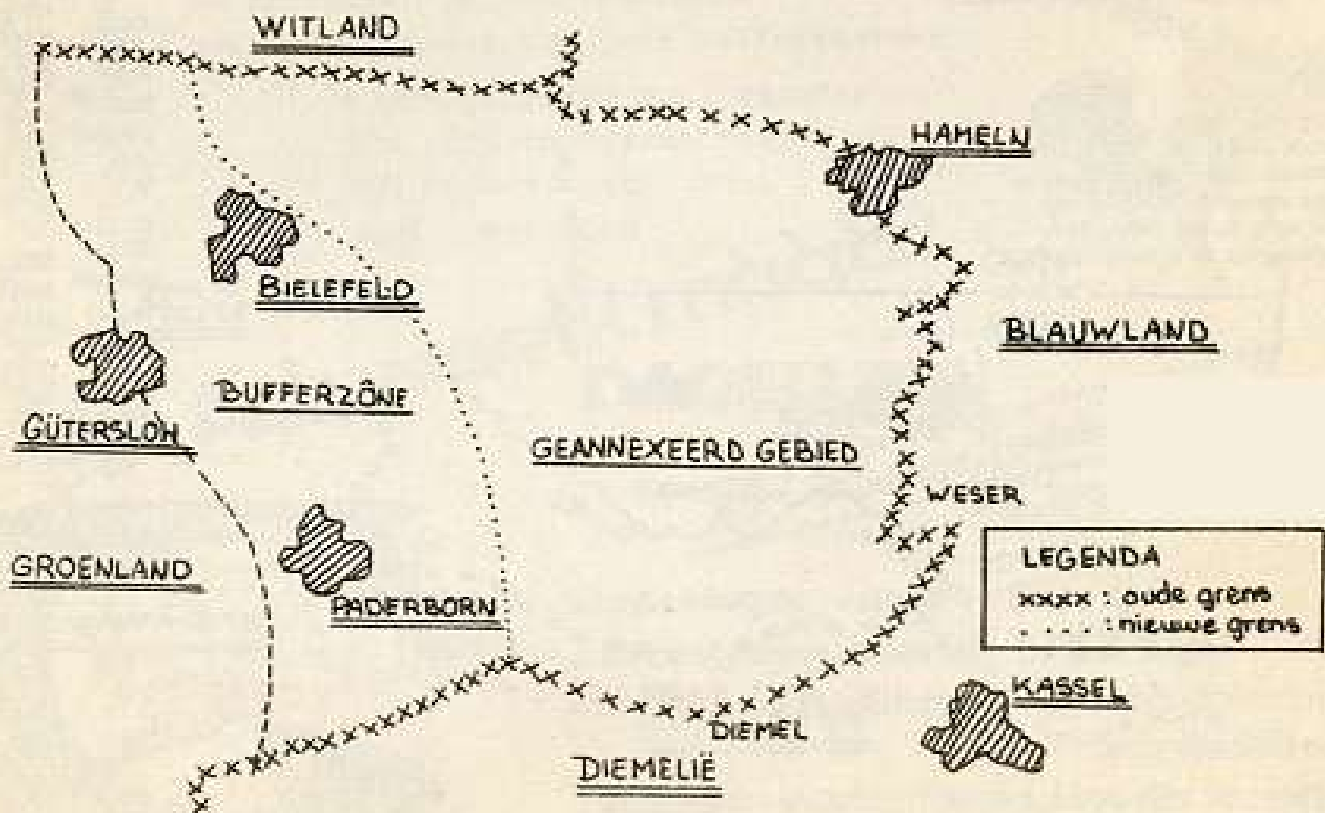 WITLAND
HAMELN
BIELEFELD
BLAUWLAND
BUFFERZÔNE
GÜTERSLOH
GEANNEXEERD GEBIED
WESER
GROENLAND
PADERBORN
LEGENDA
xxxx : oude grens
. . . . : nieuwe grens
KASSEL
DIEMEL
DIEMELIË